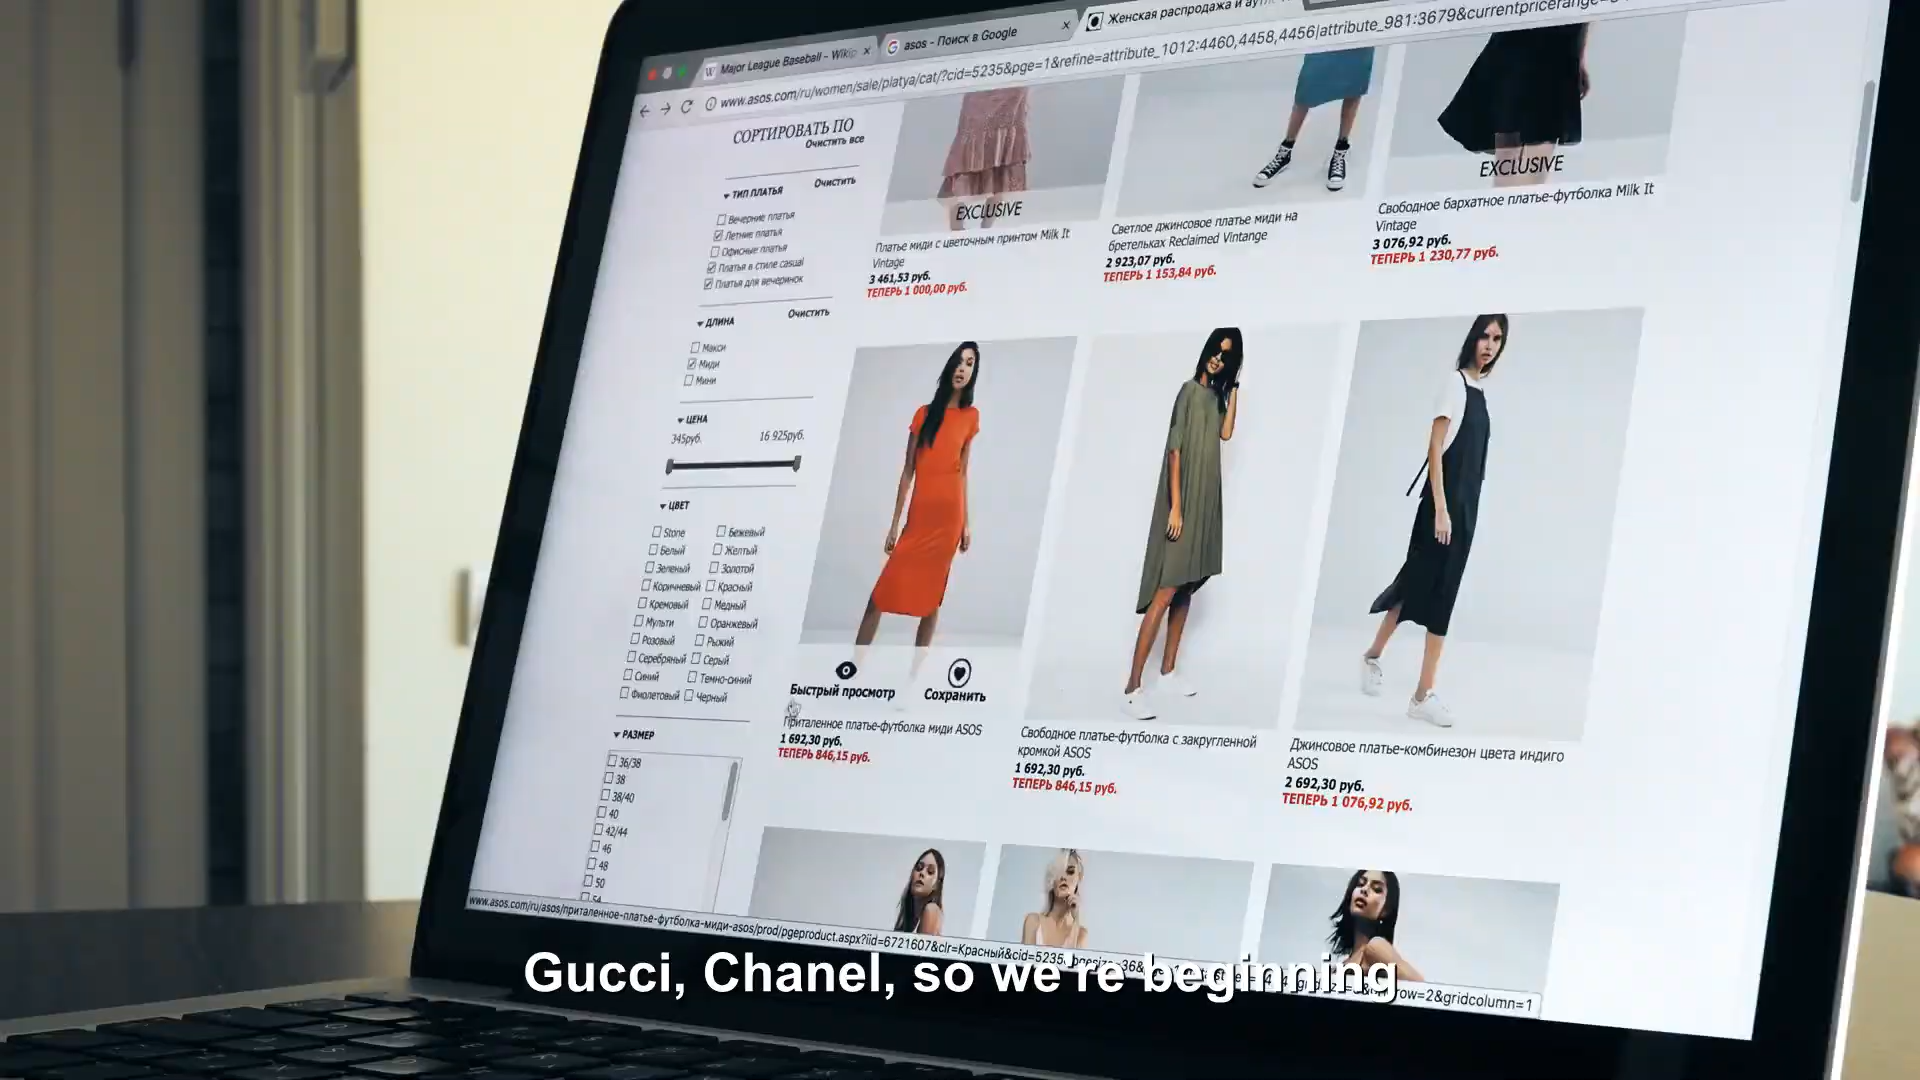 Major League Baseball - Wikip
asos - Поиск в Google
Женская распродажа и аутл
www.asos.com/ru/women/sale/platya/cat/?cid=5235&pge=1&refine=attribute_1012:4460,4458,4456|attribute_981:3679&currentpricerange=
СОРТИРОВАТЬ ПО
Очистить все
ТИП ПЛАТЬЯ
Очистить
Вечерние платья
Летние платья
Офисные платья
Платья в стиле casual
Платья для вечеринок
ДЛИНА
Очистить
Макси
Миди
Мини
ЦЕНА
345руб.
16 925руб.
ЦВЕТ
Stone
Бежевый
Белый
Желтый
Зеленый
Золотой
Коричневый
Красный
Кремовый
Медный
Мульти
Оранжевый
Розовый
Рыжий
Серебряный
Серый
Синий
Темно-синий
Фиолетовый
Черный
РАЗМЕР
36/38
38
38/40
40
42/44
46
48
50
54
EXCLUSIVE
Платье миди с цветочным принтом Milk It
Vintage
3 461,53 руб.
ТЕПЕРЬ 1 000,00 руб.
Светлое джинсовое платье миди на
бретельках Reclaimed Vintange
2 923,07 руб.
ТЕПЕРЬ 1 153,84 руб.
EXCLUSIVE
Свободное бархатное платье-футболка Milk It
Vintage
3 076,92 руб.
ТЕПЕРЬ 1 230,77 руб.
Быстрый просмотр
Сохранить
Приталенное платье-футболка миди ASOS
1 692,30 руб.
ТЕПЕРЬ 846,15 руб.
Свободное платье-футболка с закругленной
кромкой ASOS
1 692,30 руб.
ТЕПЕРЬ 846,15 руб.
Джинсовое платье-комбинезон цвета индиго
ASOS
2 692,30 руб.
ТЕПЕРЬ 1 076,92 руб.
www.asos.com/ru/asos/приталенное-платье-футболка-миди-asos/prod/pgeproduct.aspx?iid=6721607&clr=Красный&cid=5235 row=2&gridcolumn=1
Gucci, Chanel, so we're beginning